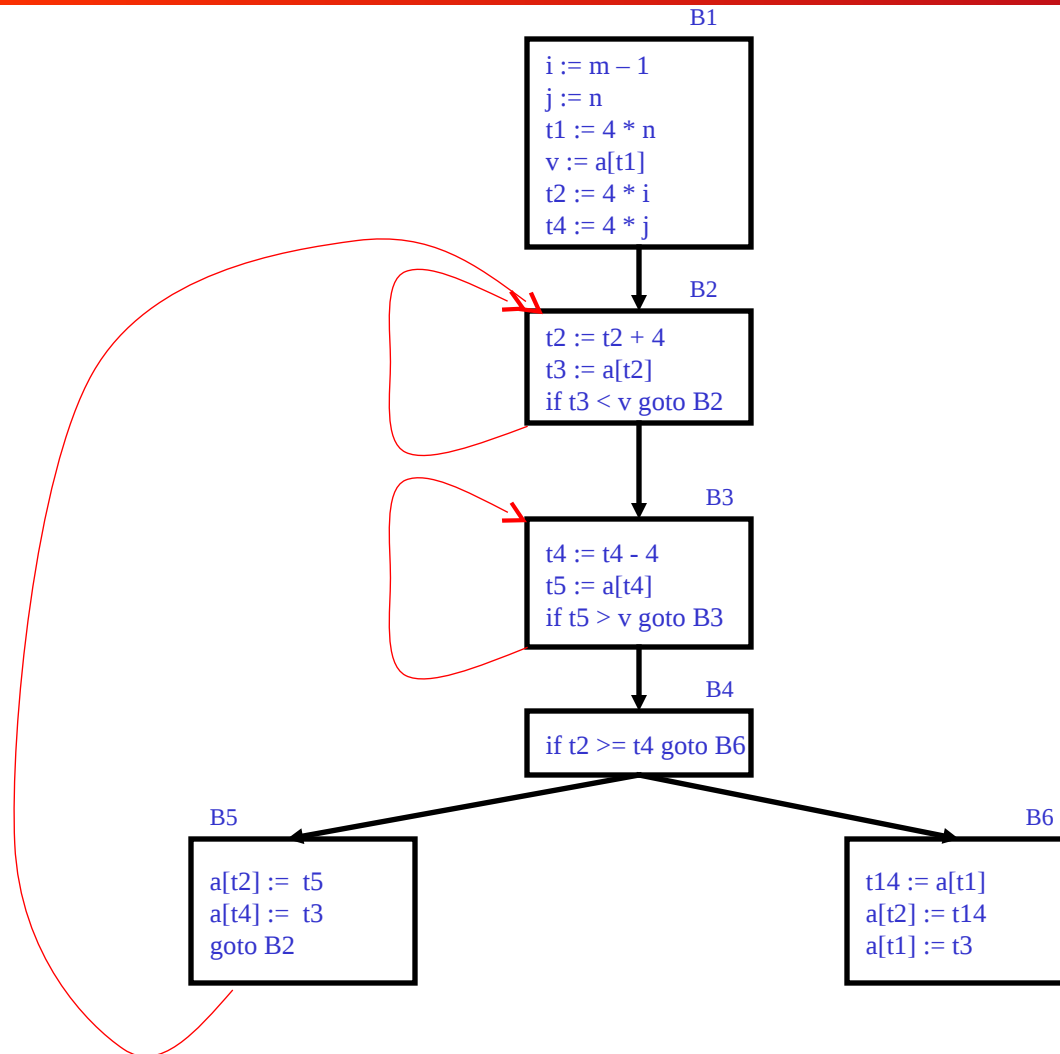 B1
i := m – 1
j := n
t1 := 4 * n
v := a[t1]
t2 := 4 * i
t4 := 4 * j
B2
t2 := t2 + 4
t3 := a[t2]
if t3 < v goto B2
B3
t4 := t4 - 4
t5 := a[t4]
if t5 > v goto B3
B4
if t2 >= t4 goto B6
B5
a[t2] := t5
a[t4] := t3
goto B2
B6
t14 := a[t1]
a[t2] := t14
a[t1] := t3